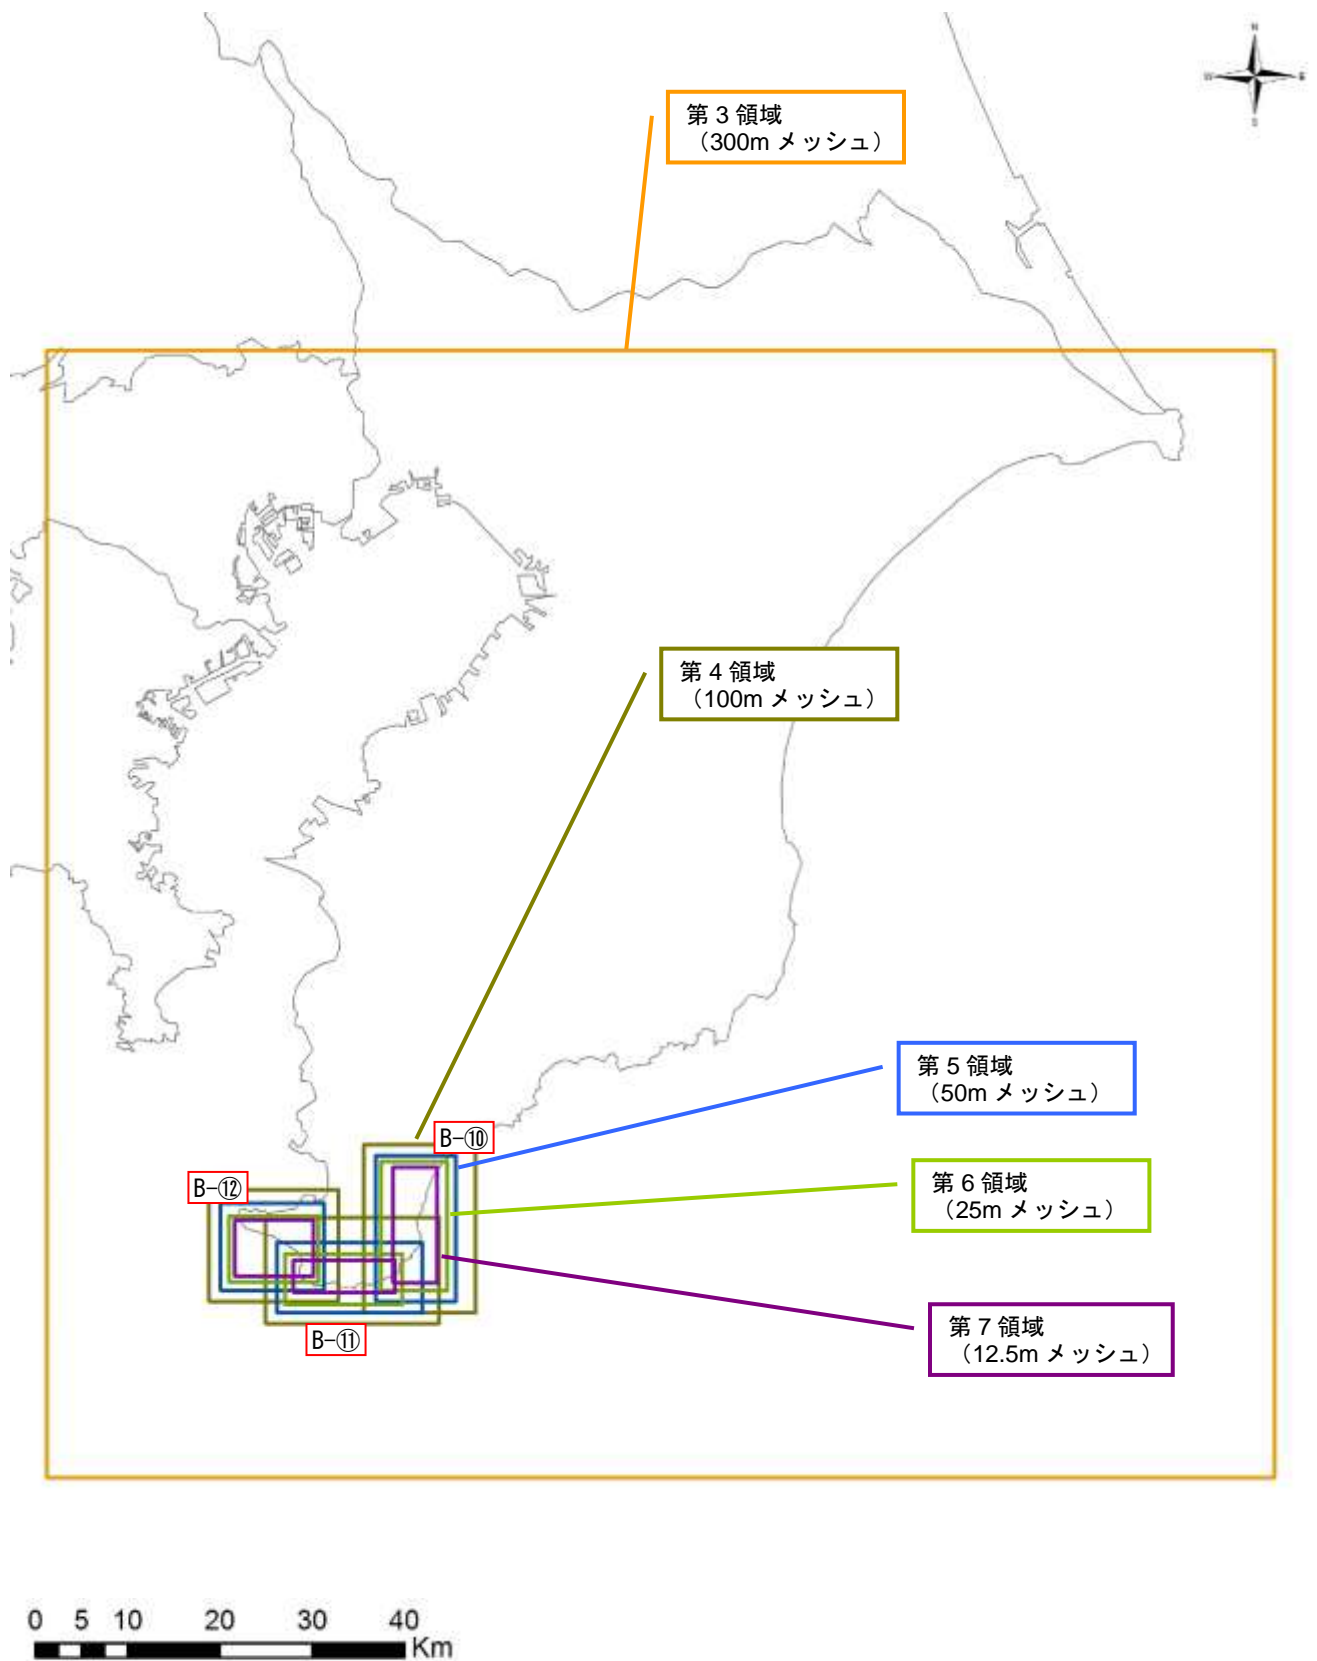 N
W
E
S
第 3 領域
（300m メッシュ）
第 4 領域
（100m メッシュ）
第 5 領域
（50m メッシュ）
B-⑩
第 6 領域
（25m メッシュ）
B-⑫
第 7 領域
（12.5m メッシュ）
B-⑪
0 5 10 20 30 40
Km